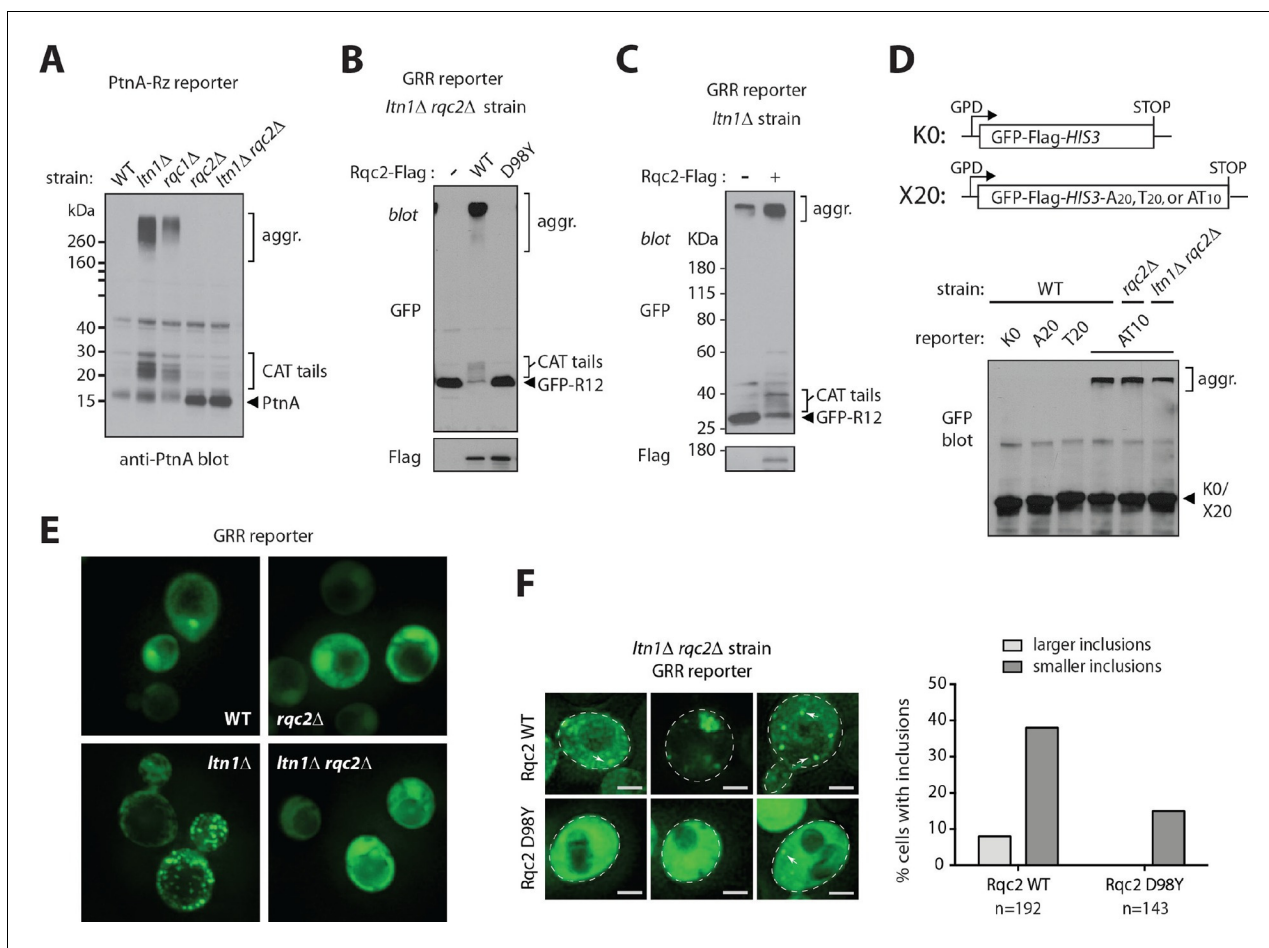 A
PtnA-Rz reporter
strain: WT ltn1Δ rqc1Δ rqc2Δ ltn1Δ rqc2Δ
kDa
260
160
40
30
20
15
aggr.
CAT tails
PtnA
anti-PtnA blot
B
GRR reporter
ltn1Δ rqc2Δ strain
Rqc2-Flag : - WT D98Y
blot
aggr.
GFP
CAT tails
GFP-R12
Flag
C
GRR reporter
ltn1Δ strain
Rqc2-Flag : - +
aggr.
blot KDa
180
115
GFP 80
60
40
25
CAT tails
GFP-R12
180
Flag
D
GPD STOP
K0: GFP-Flag-HIS3
GPD STOP
X20: GFP-Flag-HIS3-A20, T20, or AT10
strain: WT rqc2Δ ltn1Δ rqc2Δ
reporter: K0 A20 T20 AT10
aggr.
GFP
blot
K0/
X20
E
GRR reporter
WT
rqc2Δ
ltn1Δ
ltn1Δ rqc2Δ
F
ltn1Δ rqc2Δ strain
GRR reporter
Rqc2 WT
Rqc2 D98Y
larger inclusions
smaller inclusions
% cells with inclusions
50
40
30
20
10
0
Rqc2 WT Rqc2 D98Y
n=192 n=143